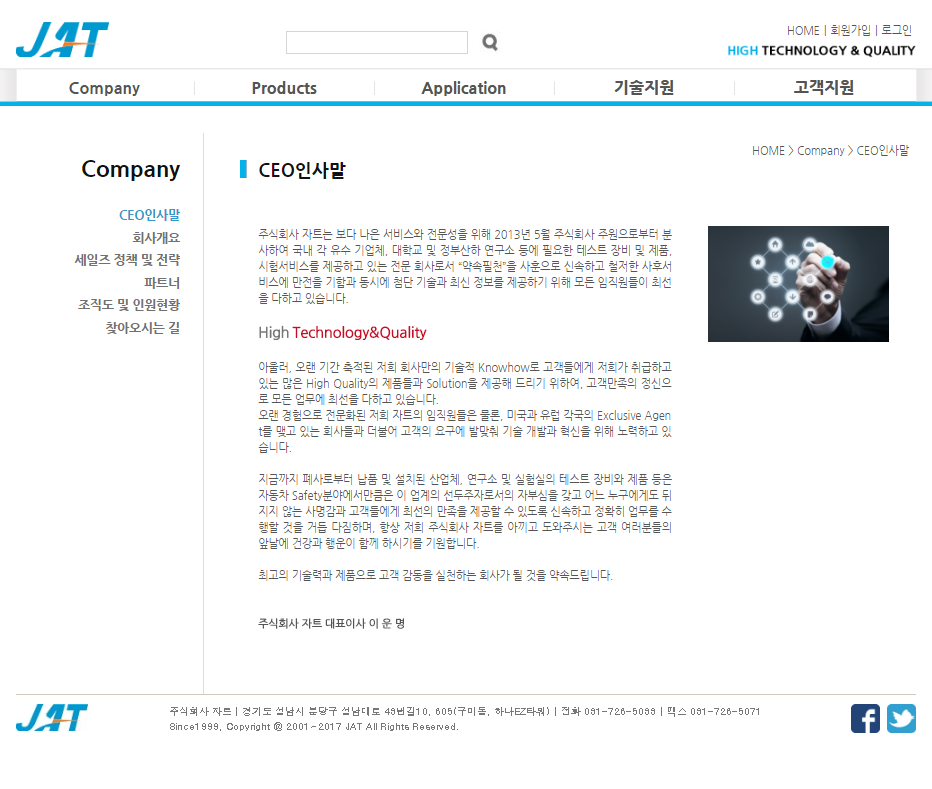 JAT
HOME | 회원가입 | 로그인
HIGH TECHNOLOGY & QUALITY
Company Products Application 기술지원 고객지원
HOME > Company > CEO인사말
Company
CEO인사말
회사개요
세일즈 정책 및 전략
파트너
조직도 및 인원현황
찾아오시는 길
CEO인사말
주식회사 자트는 보다 나은 서비스와 전문성을 위해 2013년 5월 주식회사 주원으로부터 분
사하여 국내 각 유수 기업체, 대학교 및 정부산하 연구소 등에 필요한 테스트 장비 및 제품,
시험서비스를 제공하고 있는 전문 회사로서 "약속필천"을 사훈으로 신속하고 철저한 사후서
비스에 만전을 기함과 동시에 첨단 기술과 최신 정보를 제공하기 위해 모든 임직원들이 최선
을 다하고 있습니다.
High Technology&Quality
아울러, 오랜 기간 축적된 저희 회사만의 기술적 Knowhow로 고객들에게 저희가 취급하고
있는 많은 High Quality의 제품들과 Solution을 제공해 드리기 위하여, 고객만족의 정신으
로 모든 업무에 최선을 다하고 있습니다.
오랜 경험으로 전문화된 저희 자트의 임직원들은 물론, 미국과 유럽 각국의 Exclusive Agen
t를 맺고 있는 회사들과 더불어 고객의 요구에 발맞춰 기술 개발과 혁신을 위해 노력하고 있
습니다.
지금까지 폐사로부터 납품 및 설치된 산업체, 연구소 및 실험실의 테스트 장비와 제품 등은
자동차 Safety분야에서만큼은 이 업계의 선두주자로서의 자부심을 갖고 어느 누구에게도 뒤
지지 않는 사명감과 고객들에게 최선의 만족을 제공할 수 있도록 신속하고 정확히 업무를 수
행할 것을 거듭 다짐하며, 항상 저희 주식회사 자트를 아끼고 도와주시는 고객 여러분들의
앞날에 건강과 행운이 함께 하시기를 기원합니다.
최고의 기술력과 제품으로 고객 감동을 실천하는 회사가 될 것을 약속드립니다.
주식회사 자트 대표이사 이 운 명
JAT
주식회사 자트 | 경기도 성남시 분당구 성남대로 43번길10, 605(구미동, 하나EZ타워) | 전화 031-726-5033 | 팩스 031-726-5071
Since1999, Copyright @ 2001~2017 JAT All Rights Reserved.